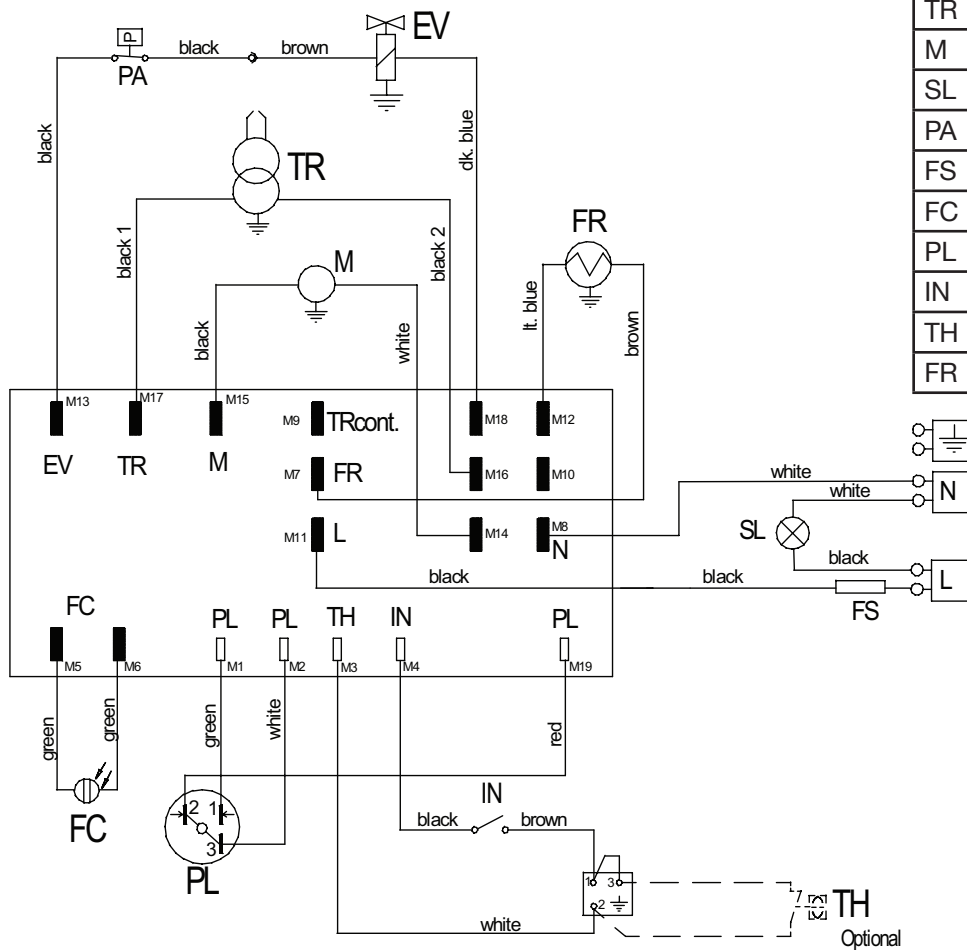 EV
P
black
brown
PA
black
dk. blue
TR
FR
black 1
black 2
M
lt. blue
brown
black
white
M13
M17
M15
M9
TRcont.
M18
M12
EV
TR
M
M7
FR
M16
M10
M11
L
M14
M8
N
white
white
N
SL
black
black
black
L
FS
FC
PL
PL
TH
IN
PL
M5
M6
M1
M2
M3
M4
M19
green
green
green
white
red
FC
2
1
3
PL
IN
black
brown
1
3
2
white
TH
Optional
TR
M
SL
PA
FS
FC
PL
IN
TH
FR